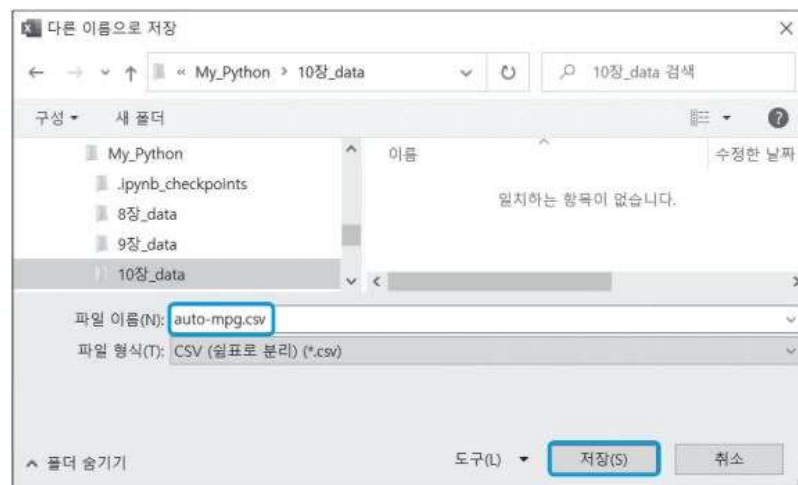 다른 이름으로 저장
« My_Python > 10장_data
10장_data 검색
구성
새 폴더
My_Python
.ipynb_checkpoints
8장_data
9장_data
10장_data
이름
수정한 날짜
일치하는 항목이 없습니다.
파일 이름(N): auto-mpg.csv
파일 형식(T): CSV (쉼표로 분리) (*.csv)
폴더 숨기기
도구(L)
저장(S)
취소